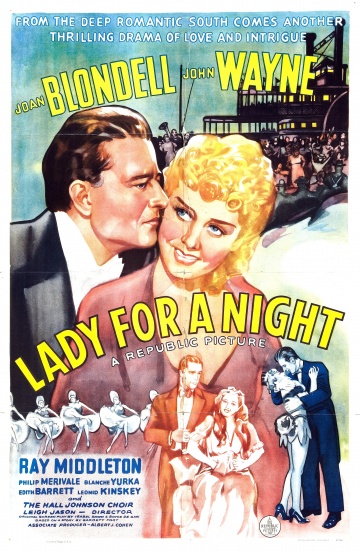 FROM THE DEEP ROMANTIC SOUTH COMES ANOTHER
THRILLING DRAMA OF LOVE AND INTRIGUE
JOAN BLONDELL JOHN WAYNE
LADY FOR A NIGHT
A REPUBLIC PICTURE
RAY MIDDLETON
PHILIP MERIVALE BLANCHE YURKA
EDITH BARRETT LEONID KINSKEY
and
THE HALL JOHNSON CHOIR
LEIGH JASON - DIRECTOR
ASSOCIATE PRODUCER - ALBERT J. COHEN